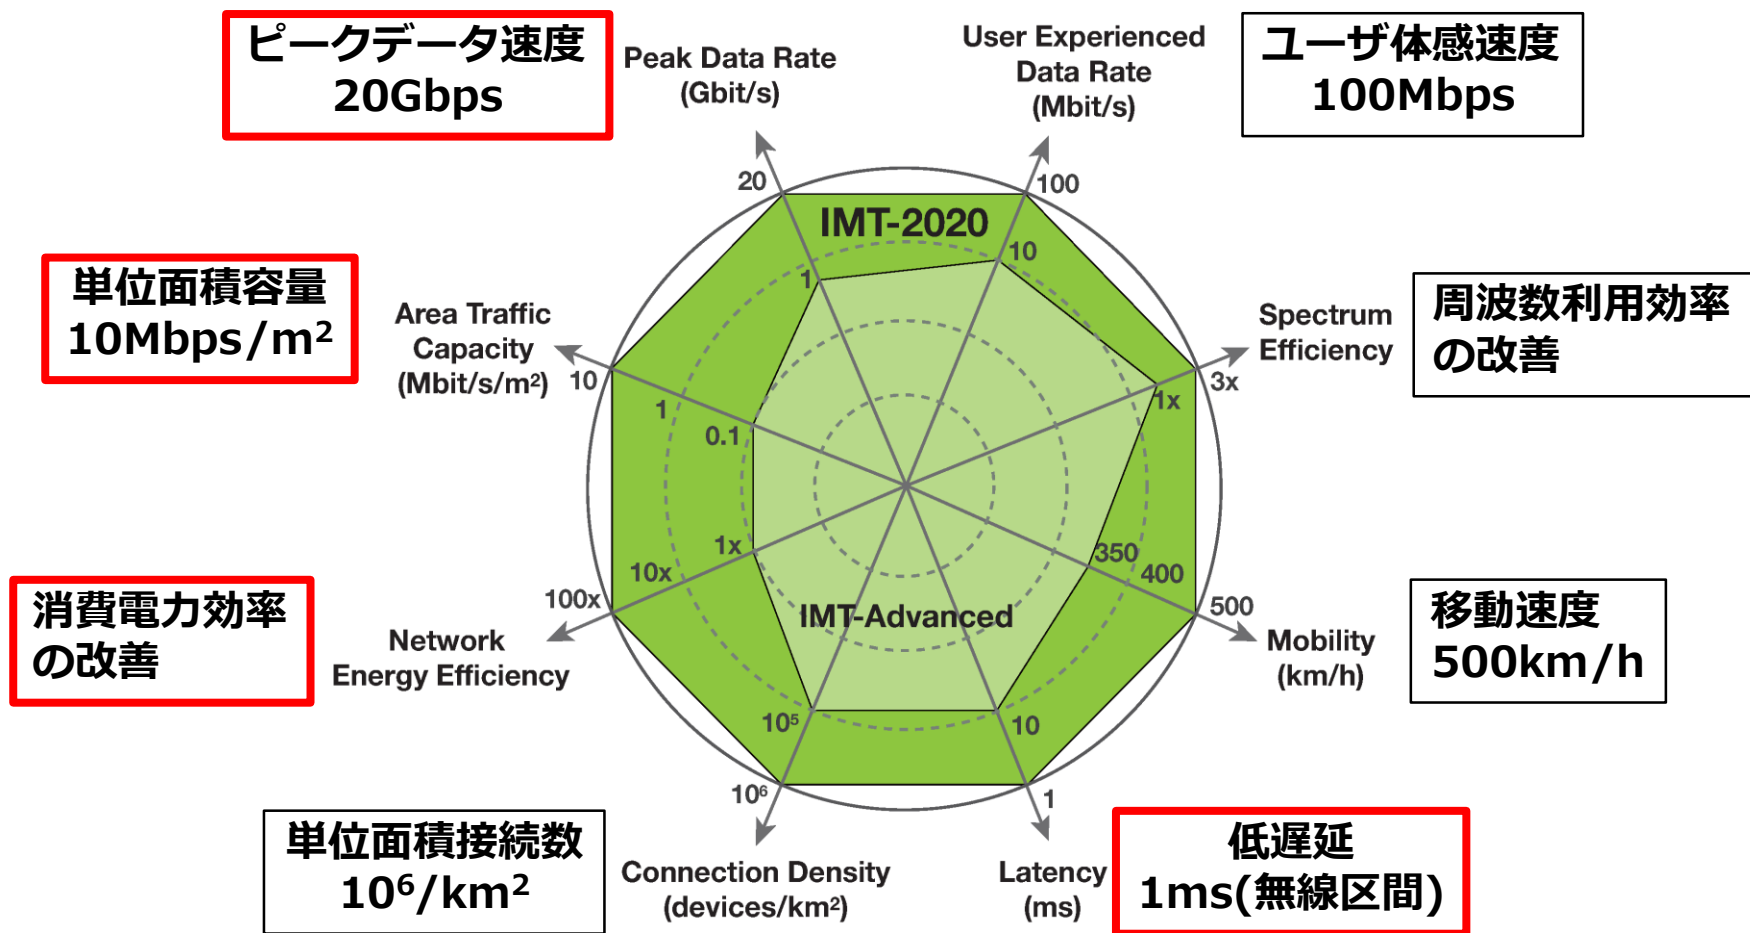 ピークデータ速度
20Gbps
Peak Data Rate
(Gbit/s)
User Experienced
Data Rate
(Mbit/s)
ユーザ体感速度
100Mbps
20
100
IMT-2020
10
1
単位面積容量
10Mbps/m²
Area Traffic
Capacity
(Mbit/s/m²)
10
1
0.1
Spectrum
Efficiency
3x
1x
周波数利用効率
の改善
1x
10x
100x
350
400
500
消費電力効率
の改善
Network
Energy Efficiency
IMT-Advanced
Mobility
(km/h)
移動速度
500km/h
10⁵
10
10⁶
1
単位面積接続数
10⁶/km²
Connection Density
(devices/km²)
Latency
(ms)
低遅延
1ms(無線区間)